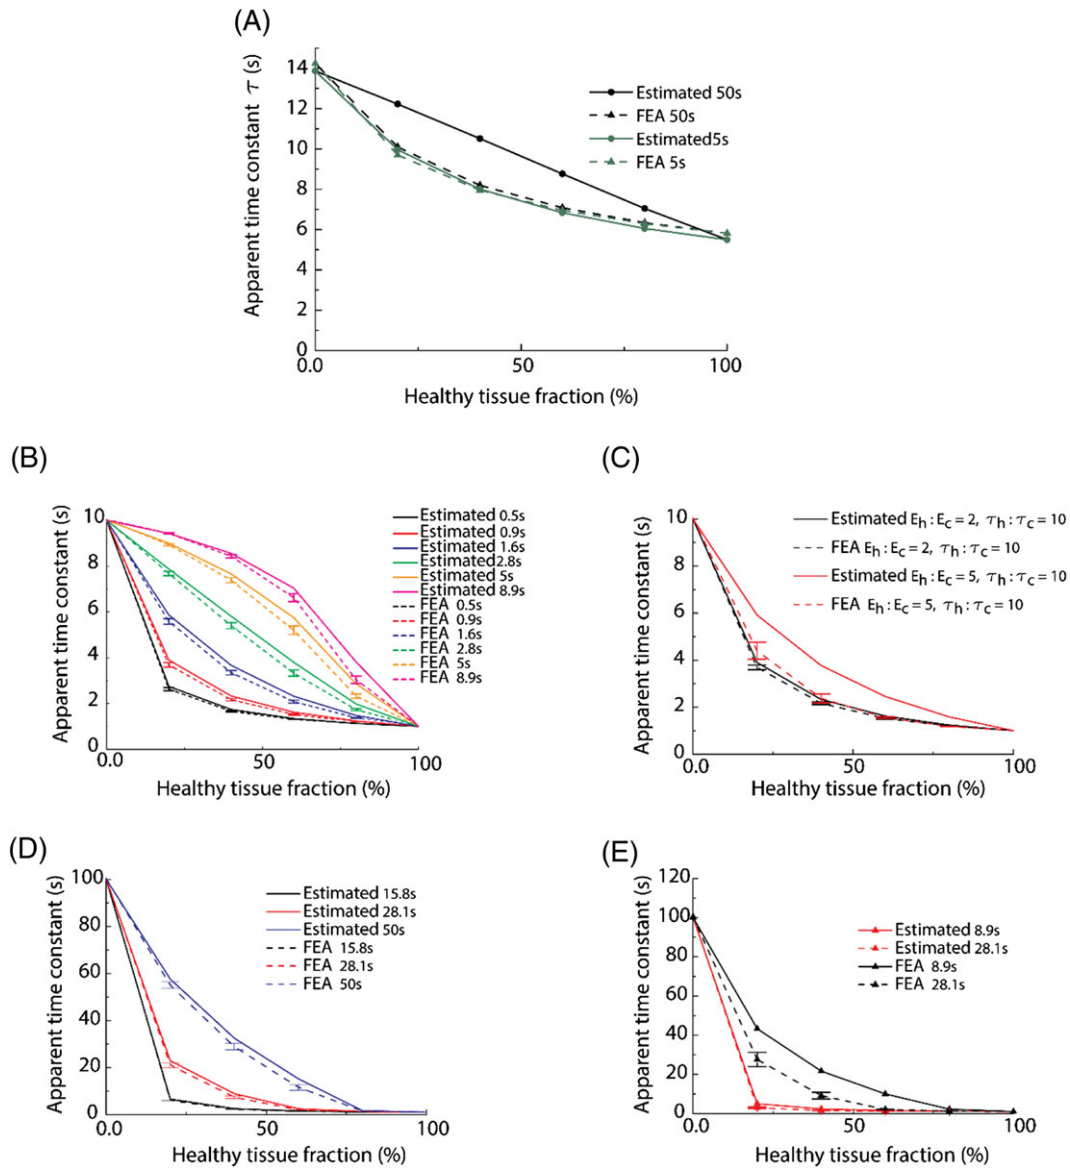 (A)
Apparent time constant τ (s)
14
12
10
8
6
4
2
0
0.0
50
100
Healthy tissue fraction (%)
Estimated 50s
FEA 50s
Estimated5s
FEA 5s
(B)
Apparent time constant (s)
10
8
6
4
2
0
0.0
50
100
Healthy tissue fraction (%)
Estimated 0.5s
Estimated 0.9s
Estimated 1.6s
Estimated2.8s
Estimated 5s
Estimated 8.9s
FEA 0.5s
FEA 0.9s
FEA 1.6s
FEA 2.8s
FEA 5s
FEA 8.9s
(C)
Apparent time constant (s)
10
8
6
4
2
0
0.0
50
100
Healthy tissue fraction (%)
Estimated Eh : Ec = 2, τh : τc = 10
FEA Eh : Ec = 2, τh : τc = 10
Estimated Eh : Ec = 5, τh : τc = 10
FEA Eh : Ec = 5, τh : τc = 10
(D)
Apparent time constant (s)
100
80
60
40
20
0
0.0
50
100
Healthy tissue fraction (%)
Estimated 15.8s
Estimated 28.1s
Estimated 50s
FEA 15.8s
FEA 28.1s
FEA 50s
(E)
Apparent time constant (s)
120
100
80
60
40
20
0
0.0
50
100
Healthy tissue fraction (%)
Estimated 8.9s
Estimated 28.1s
FEA 8.9s
FEA 28.1s